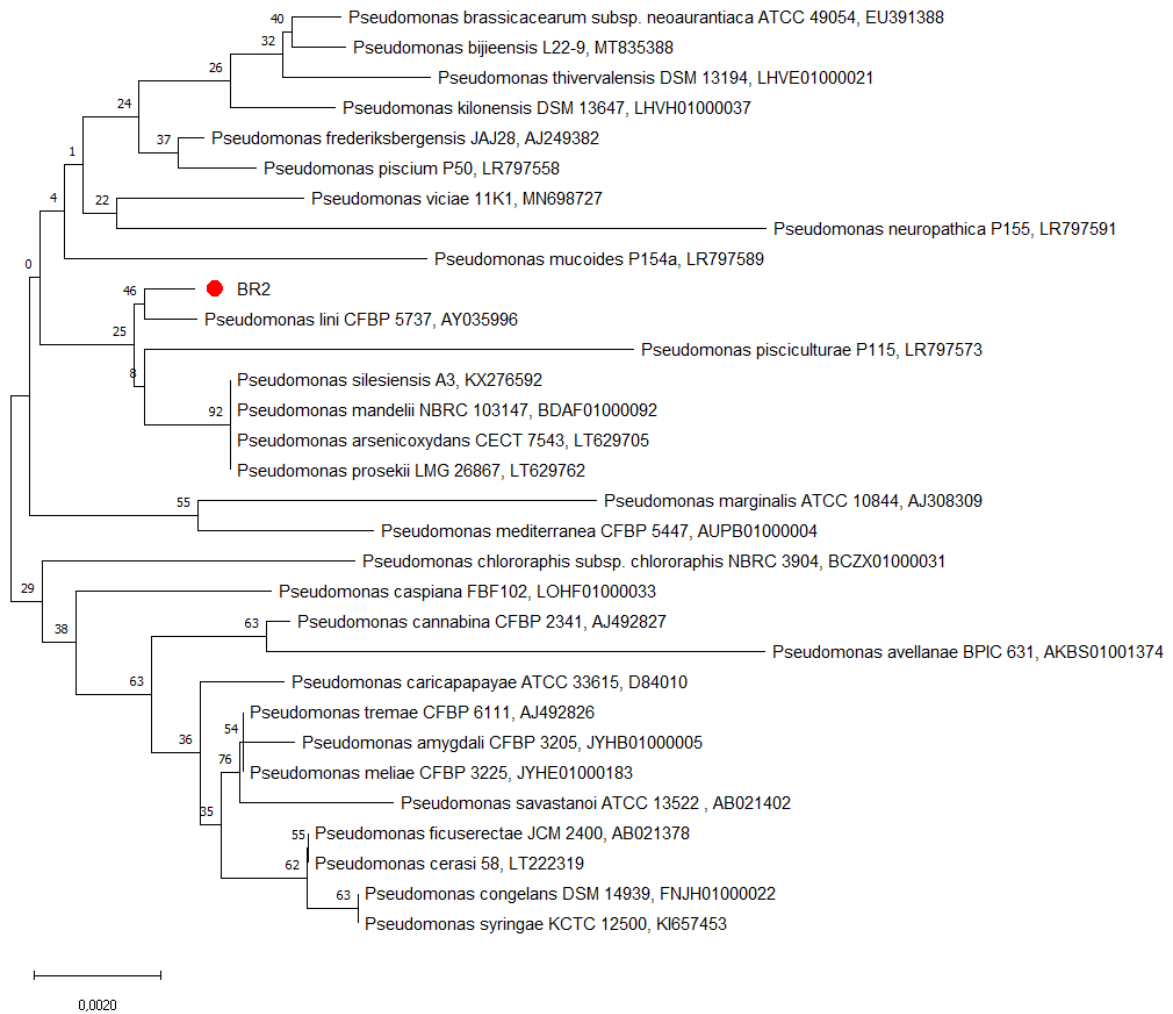 40
Pseudomonas brassicacearum subsp. neoaurantiaca ATCC 49054, EU391388
32
Pseudomonas bijieensis L22-9, MT835388
26
Pseudomonas thivervalensis DSM 13194, LHVE01000021
24
Pseudomonas kilonensis DSM 13647, LHVH01000037
37
Pseudomonas frederiksbergensis JAJ28, AJ249382
1
Pseudomonas piscium P50, LR797558
4
22
Pseudomonas viciae 11K1, MN698727
Pseudomonas neuropathica P155, LR797591
0
Pseudomonas mucoides P154a, LR797589
46
BR2
25
Pseudomonas lini CFBP 5737, AY035996
Pseudomonas pisciculturae P115, LR797573
8
Pseudomonas silesiensis A3, KX276592
92
Pseudomonas mandelii NBRC 103147, BDAF01000092
Pseudomonas arsenicoxydans CECT 7543, LT629705
Pseudomonas prosekii LMG 26867, LT629762
55
Pseudomonas marginalis ATCC 10844, AJ308309
Pseudomonas mediterranea CFBP 5447, AUPB01000004
Pseudomonas chlororaphis subsp. chlororaphis NBRC 3904, BCZX01000031
29
Pseudomonas caspiana FBF102, LOHF01000033
38
63
Pseudomonas cannabina CFBP 2341, AJ492827
Pseudomonas avellanae BPIC 631, AKBS01001374
63
Pseudomonas caricapapayae ATCC 33615, D84010
Pseudomonas tremae CFBP 6111, AJ492826
54
36
Pseudomonas amygdali CFBP 3205, JYHB01000005
76
Pseudomonas meliae CFBP 3225, JYHE01000183
Pseudomonas savastanoi ATCC 13522 , AB021402
35
55
Pseudomonas ficuserectae JCM 2400, AB021378
62
Pseudomonas cerasi 58, LT222319
63
Pseudomonas congelans DSM 14939, FNJH01000022
Pseudomonas syringae KCTC 12500, KI657453
0,0020